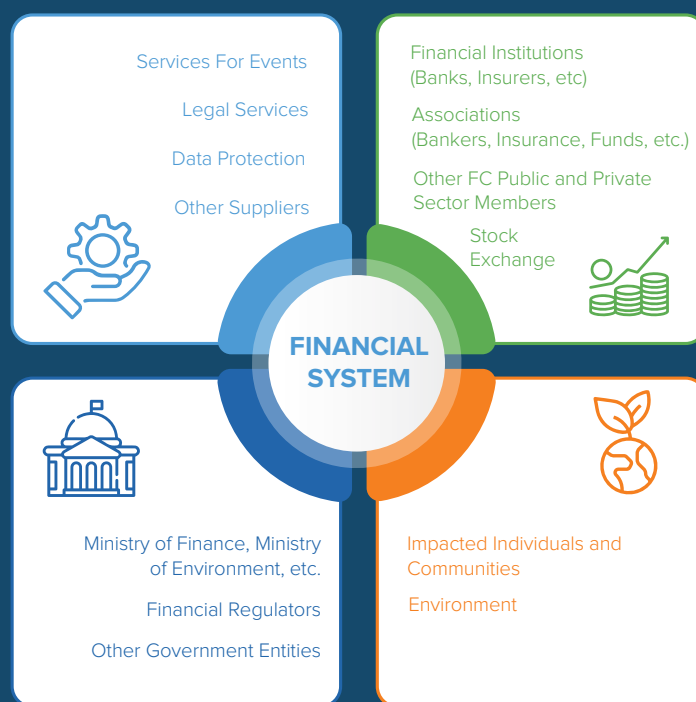 Services For Events
Legal Services
Data Protection
Other Suppliers
Financial Institutions
(Banks, Insurers, etc)
Associations
(Bankers, Insurance, Funds, etc.)
Other FC Public and Private
Sector Members
Stock
Exchange
FINANCIAL
SYSTEM
Ministry of Finance, Ministry
of Environment, etc.
Financial Regulators
Other Government Entities
Impacted Individuals and
Communities
Environment